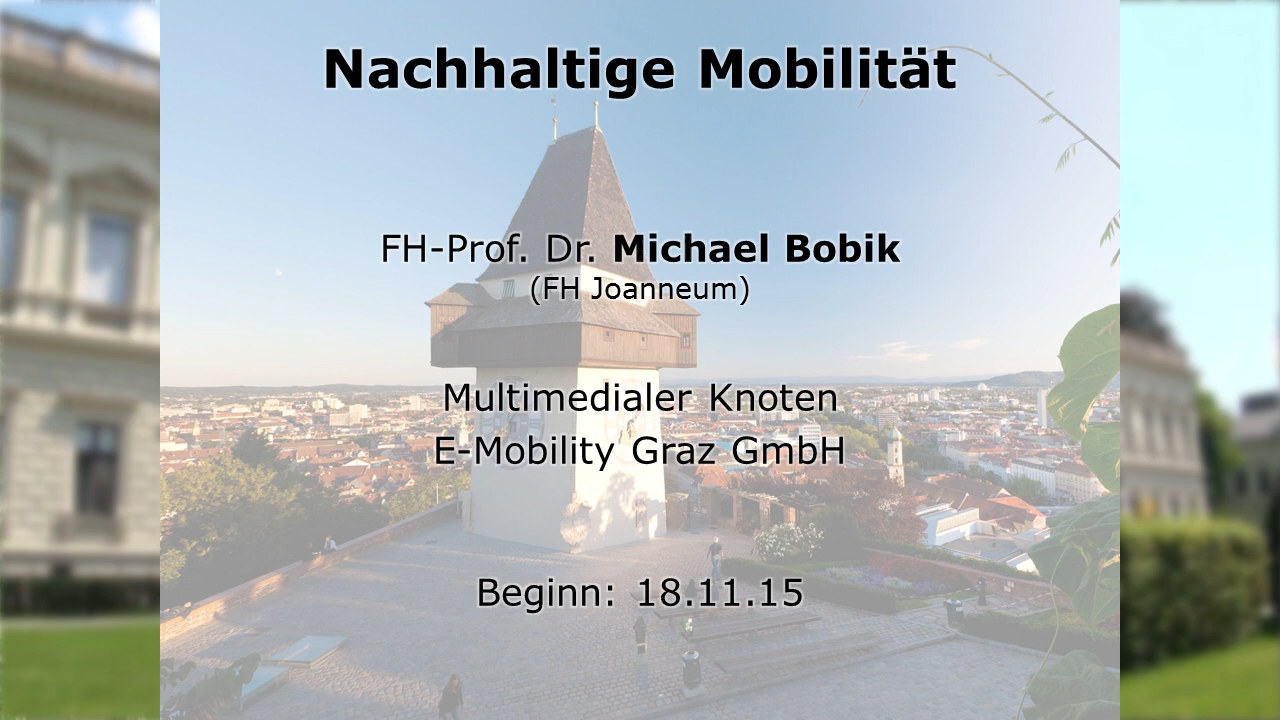 Nachhaltige Mobilität
FH-Prof. Dr. Michael Bobik
(FH Joanneum)
Multimedialer Knoten
E-Mobility Graz GmbH
Beginn: 18.11.15